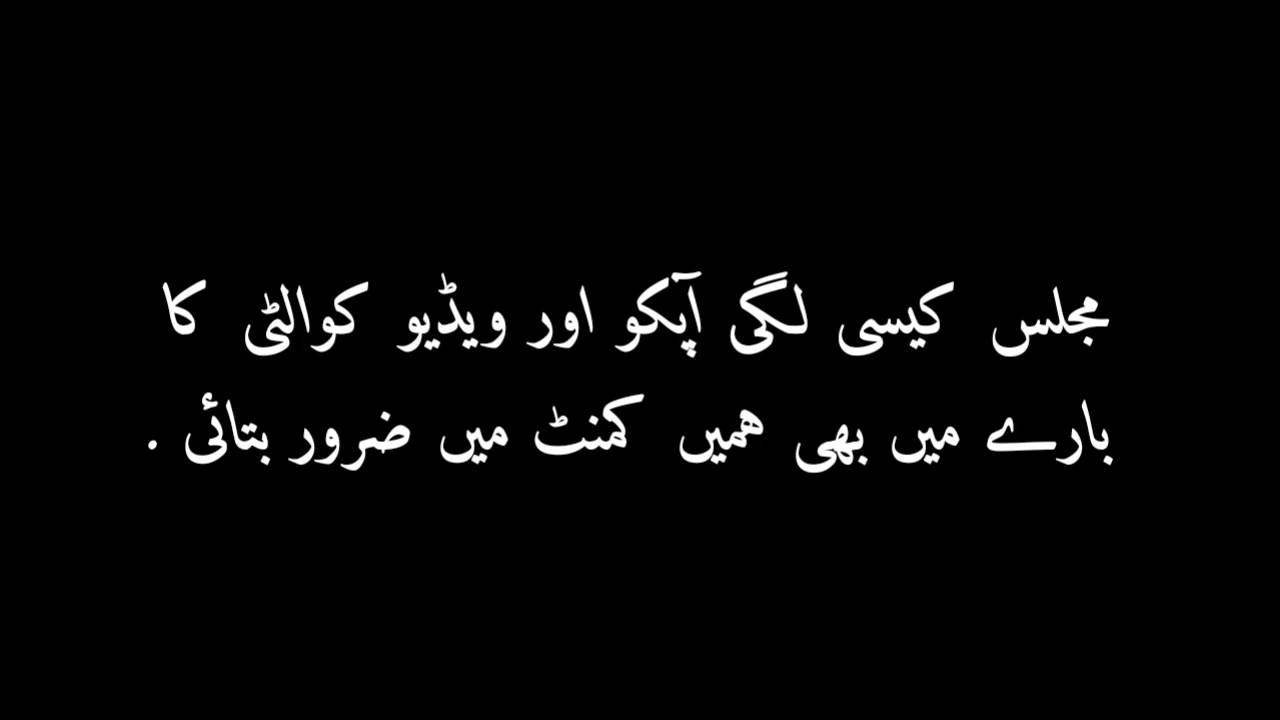 مجلس کیسی لگی آپکو اور ویڈیو کوالٹی کا
بارے میں بھی ہمیں کمنٹ میں ضرور بتائی .